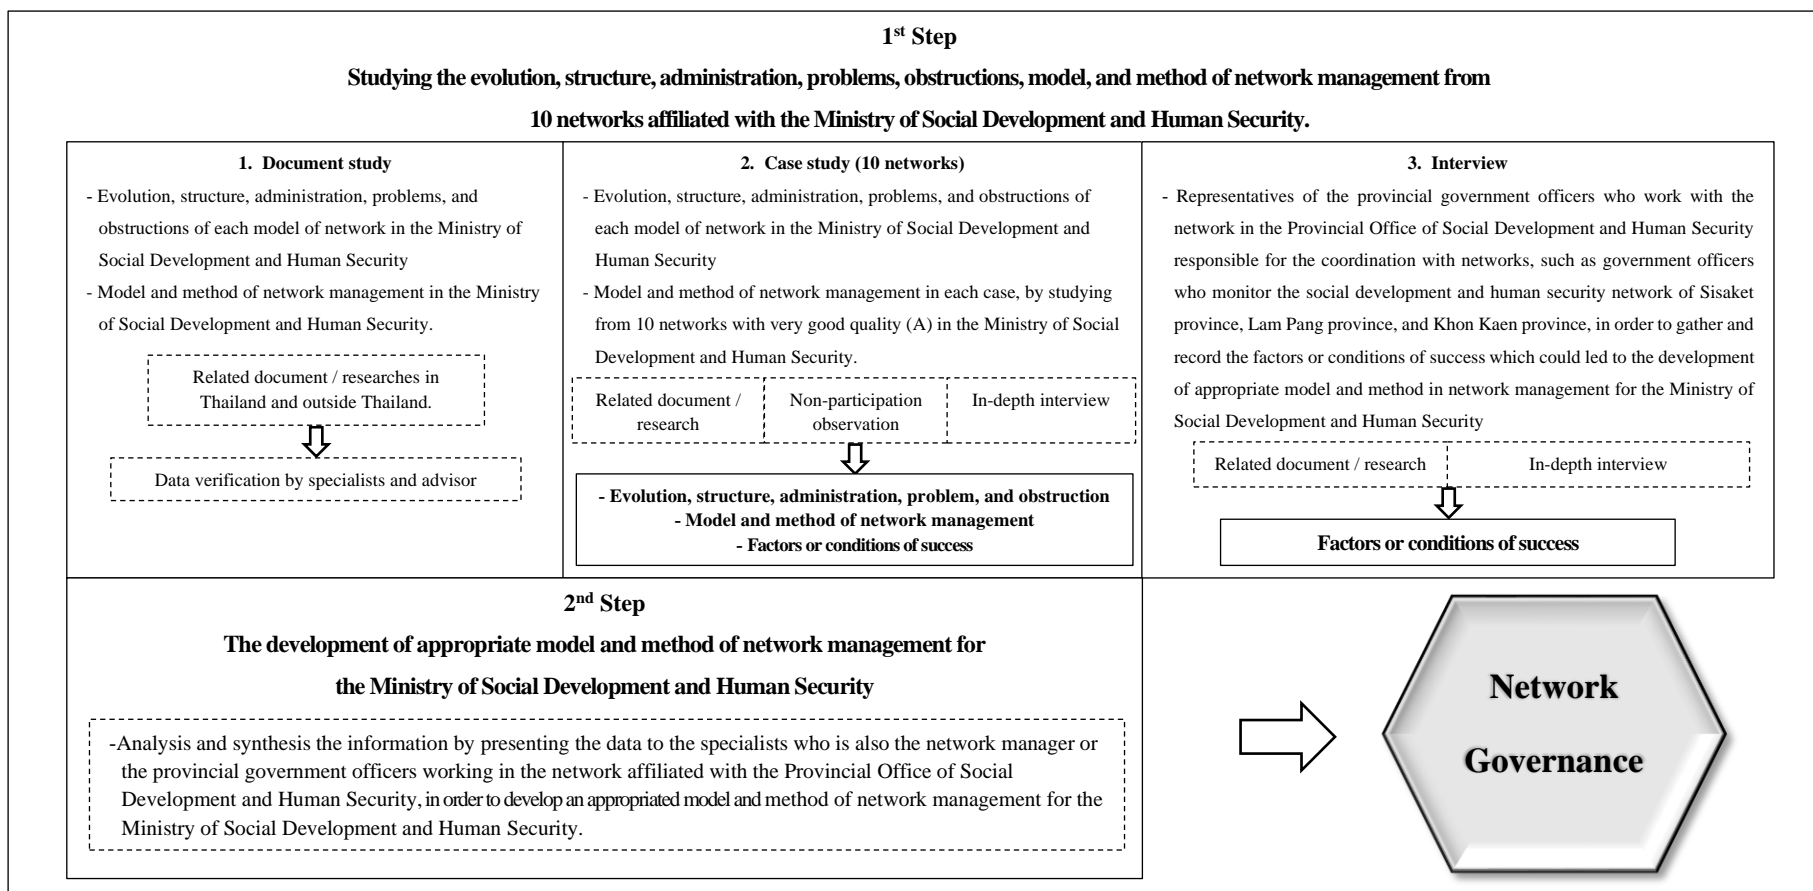 1st Step
Studying the evolution, structure, administration, problems, obstructions, model, and method of network management from
10 networks affiliated with the Ministry of Social Development and Human Security.
1. Document study
- Evolution, structure, administration, problems, and
obstructions of each model of network in the Ministry of
Social Development and Human Security
- Model and method of network management in the Ministry
of Social Development and Human Security.
Related document / researches in
Thailand and outside Thailand.
Data verification by specialists and advisor
2. Case study (10 networks)
- Evolution, structure, administration, problems, and obstructions of
each model of network in the Ministry of Social Development and
Human Security
- Model and method of network management in each case, by studying
from 10 networks with very good quality (A) in the Ministry of Social
Development and Human Security.
Related document /
research
Non-participation
observation
In-depth interview
- Evolution, structure, administration, problem, and obstruction
- Model and method of network management
- Factors or conditions of success
3. Interview
- Representatives of the provincial government officers who work with the
network in the Provincial Office of Social Development and Human Security
responsible for the coordination with networks, such as government officers
who monitor the social development and human security network of Sisaket
province, Lam Pang province, and Khon Kaen province, in order to gather and
record the factors or conditions of success which could led to the development
of appropriate model and method in network management for the Ministry of
Social Development and Human Security
Related document / research
In-depth interview
Factors or conditions of success
2nd Step
The development of appropriate model and method of network management for
the Ministry of Social Development and Human Security
-Analysis and synthesis the information by presenting the data to the specialists who is also the network manager or
the provincial government officers working in the network affiliated with the Provincial Office of Social
Development and Human Security, in order to develop an appropriated model and method of network management for the
Ministry of Social Development and Human Security.
Network
Governance